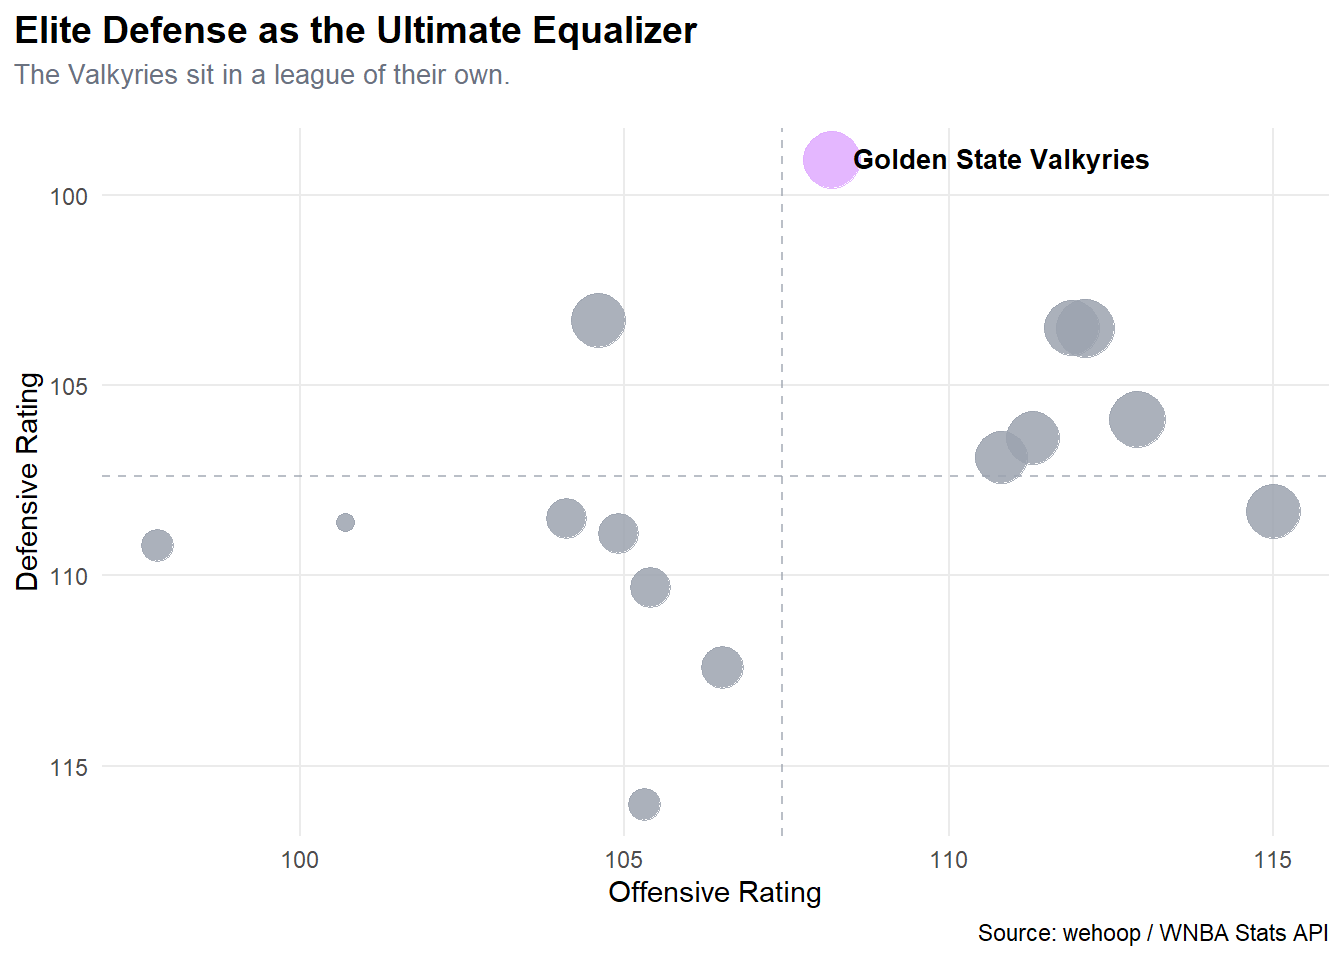 Elite Defense as the Ultimate Equalizer
The Valkyries sit in a league of their own.
Golden State Valkyries
100
105
110
115
Defensive Rating
100
105
110
115
Offensive Rating
Source: wehoop / WNBA Stats API